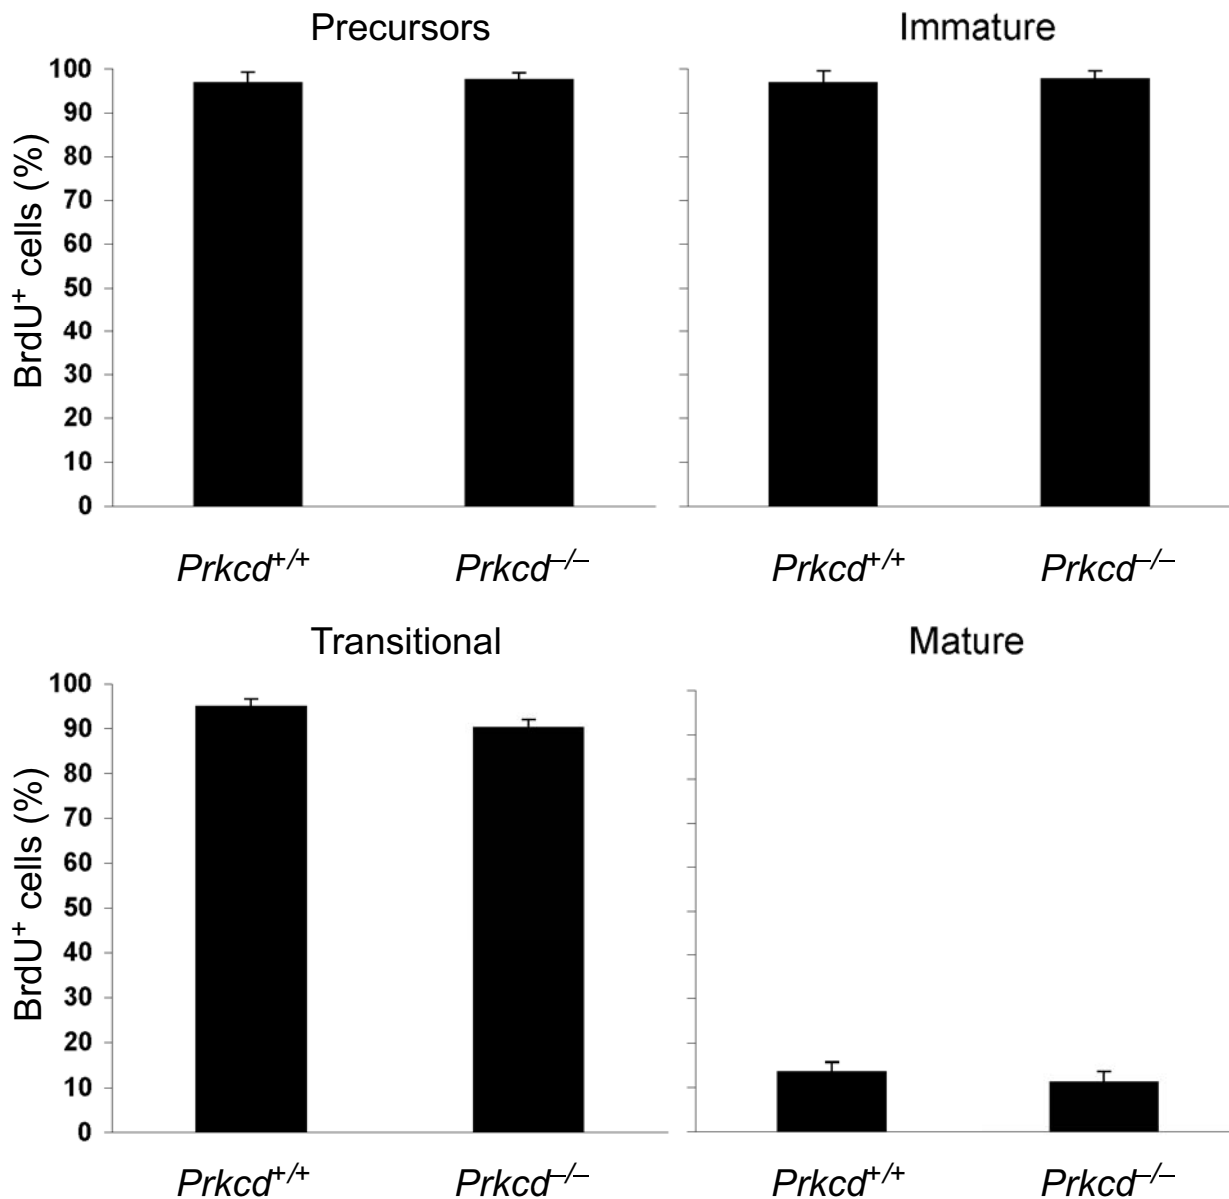 Precursors
Immature
BrdU⁺ cells (%)
100
90
80
70
60
50
40
30
20
10
0
Prkcd⁺/⁺
Prkcd⁻/⁻
Prkcd⁺/⁺
Prkcd⁻/⁻
Transitional
Mature
BrdU⁺ cells (%)
100
90
80
70
60
50
40
30
20
10
0
Prkcd⁺/⁺
Prkcd⁻/⁻
Prkcd⁺/⁺
Prkcd⁻/⁻